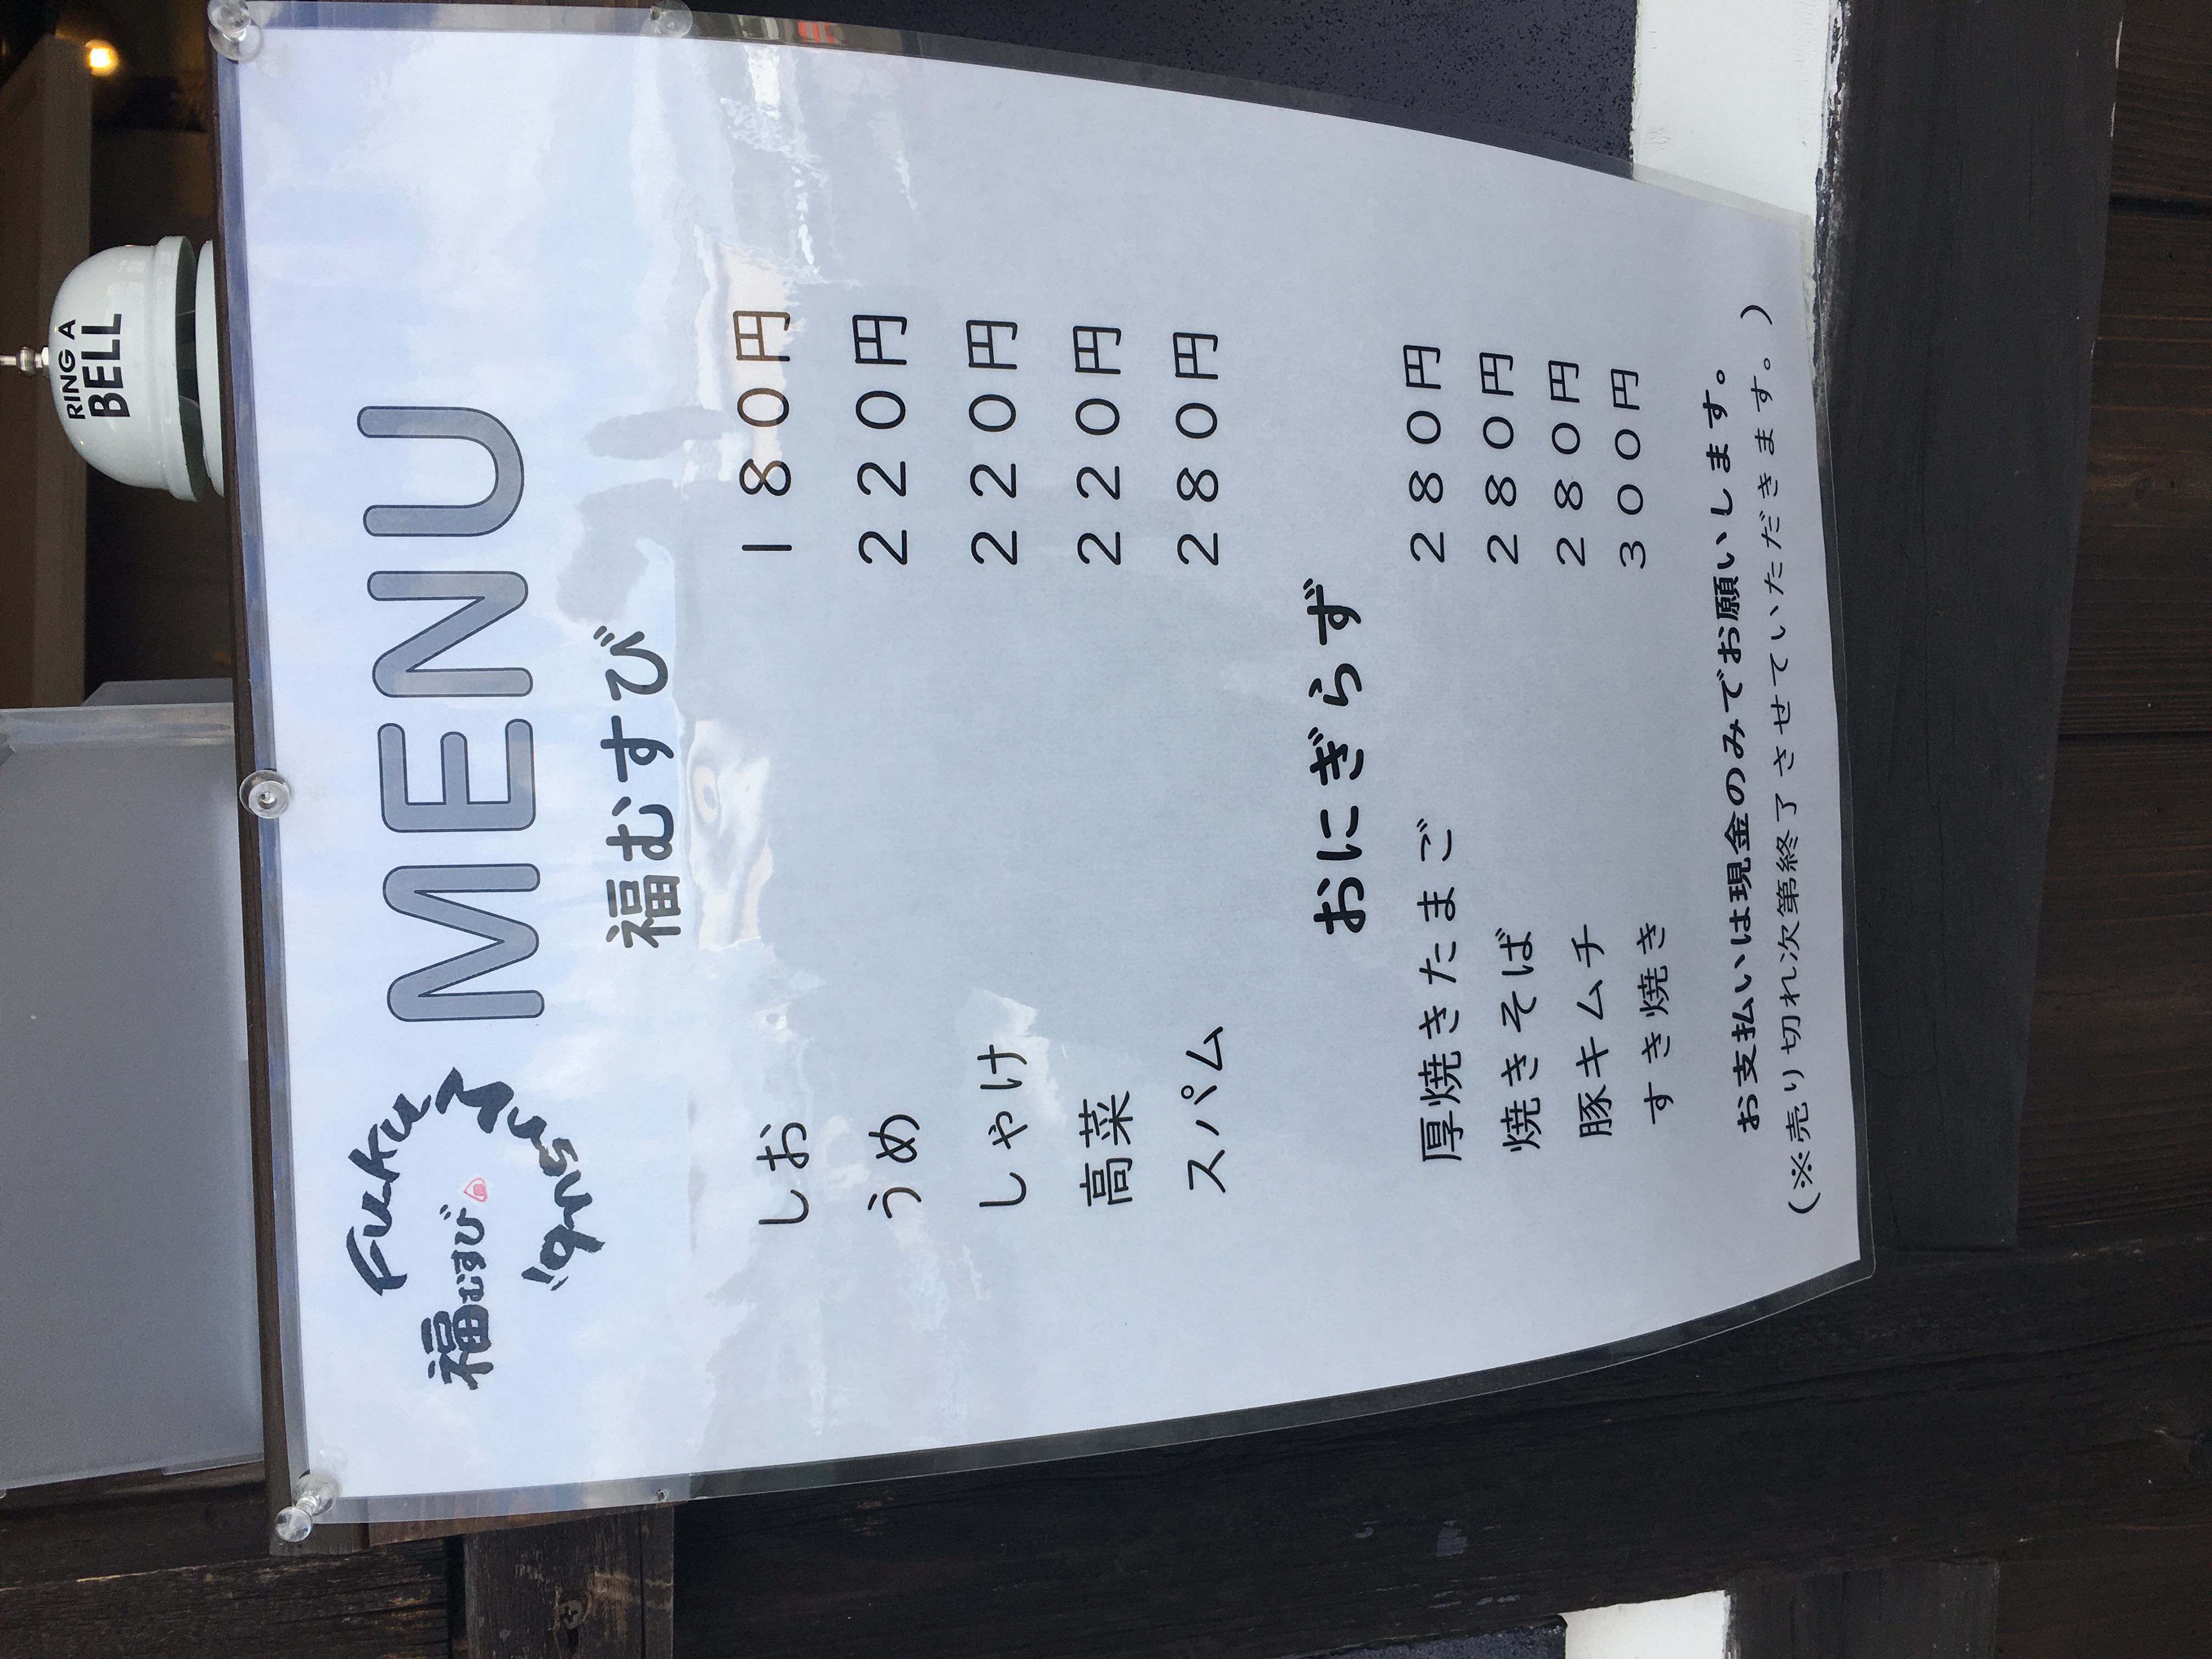 RING A
BELL
Fuku Musubi
福むすび
MENU
福むすび
しお 180円
うめ 220円
しゃけ 220円
高菜 220円
スパム 280円
おにぎらず
厚焼きたまご 280円
焼きそば 280円
豚キムチ 280円
すき焼き 300円
お支払いは現金のみでお願いします。
(※売り切れ次第終了させていただきます。)